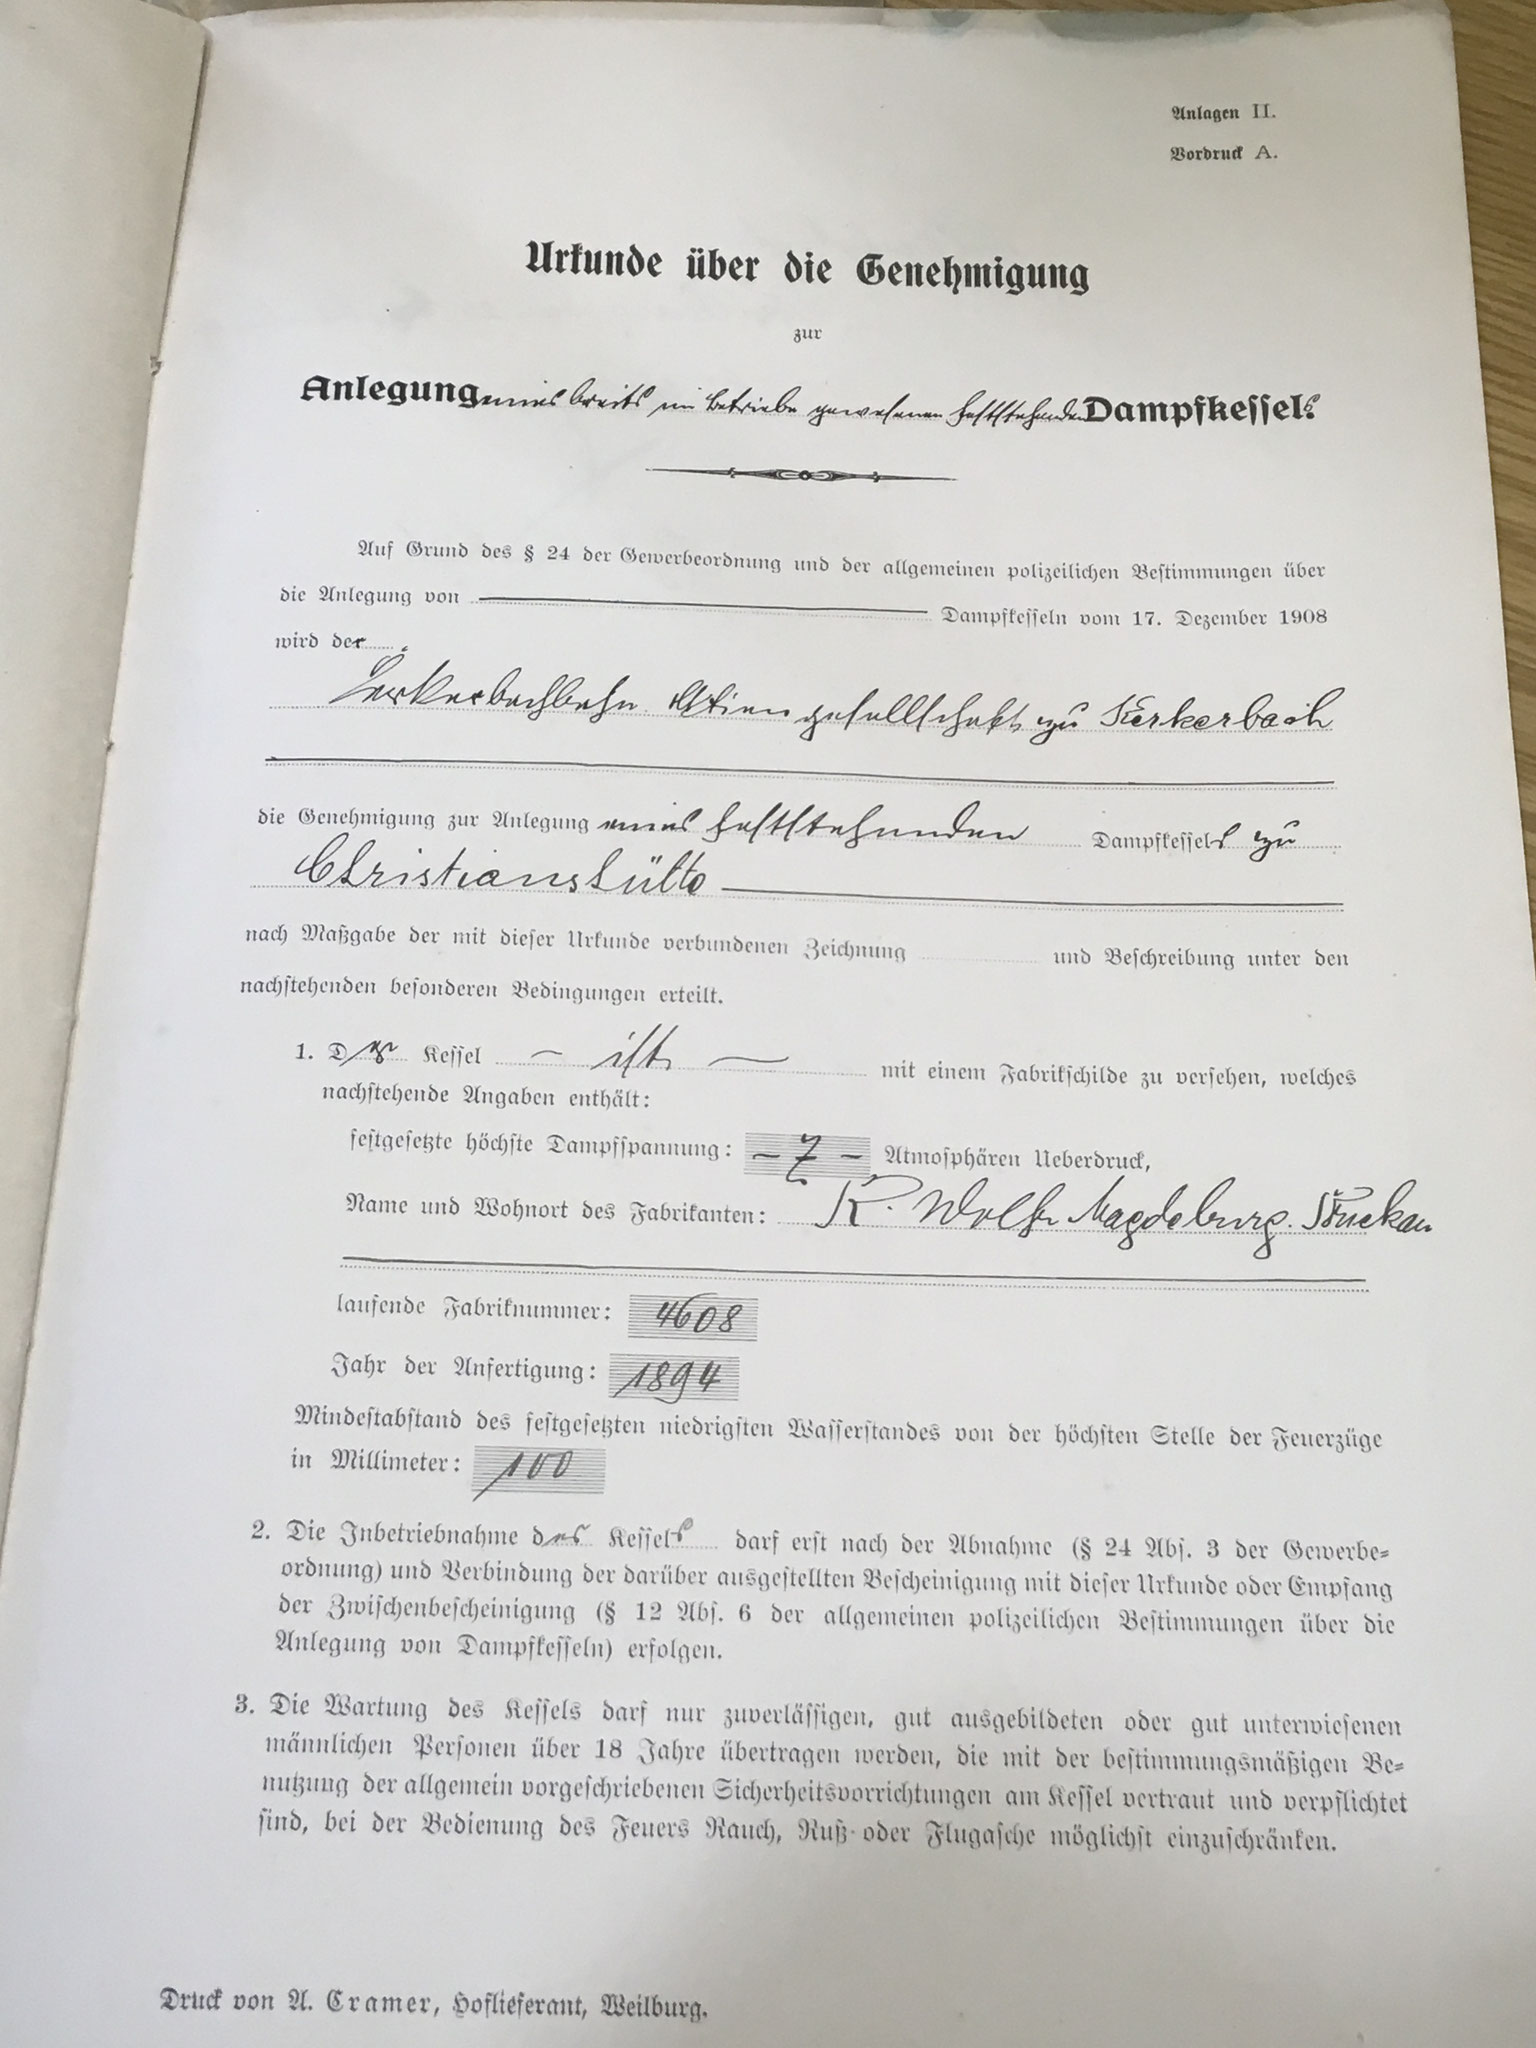 Anlagen II.
Vordruck A.
Urkunde über die Genehmigung
zur
Anlegung eines bereits im Betriebe gewesenen feststehenden Dampfkessels.
Auf Grund des § 24 der Gewerbeordnung und der allgemeinen polizeilichen Bestimmungen über
die Anlegung von Dampfkesseln vom 17. Dezember 1908
wird der
Kerkerbachbahn Aktiengesellschaft zu Kerkerbach
die Genehmigung zur Anlegung eines feststehenden Dampfkessels zu
Christianshütte
nach Maßgabe der mit dieser Urkunde verbundenen Zeichnung und Beschreibung unter den
nachstehenden besonderen Bedingungen erteilt.
1. Der Kessel – ist – mit einem Fabrikschilde zu versehen, welches
nachstehende Angaben enthält:
festgesetzte höchste Dampfspannung: – 7 – Atmosphären Ueberdruck,
Name und Wohnort des Fabrikanten: R. Wolf Magdeburg. Buckau
laufende Fabriknummer: 4608
Jahr der Anfertigung: 1894
Mindestabstand des festgesetzten niedrigsten Wasserstandes von der höchsten Stelle der Feuerzüge
in Millimeter: 100
2. Die Inbetriebnahme des Kessels darf erst nach der Abnahme (§ 24 Abs. 3 der Gewerbe-
ordnung) und Verbindung der darüber ausgestellten Bescheinigung mit dieser Urkunde oder Empfang
der Zwischenbescheinigung (§ 12 Abs. 6 der allgemeinen polizeilichen Bestimmungen über die
Anlegung von Dampfkesseln) erfolgen.
3. Die Wartung des Kessels darf nur zuverlässigen, gut ausgebildeten oder gut unterwiesenen
männlichen Personen über 18 Jahre übertragen werden, die mit der bestimmungsmäßigen Be-
nutzung der allgemein vorgeschriebenen Sicherheitsvorrichtungen am Kessel vertraut und verpflichtet
sind, bei der Bedienung des Feuers Rauch, Ruß oder Flugasche möglichst einzuschränken.
Druck von A. Cramer, Hoflieferant, Weilburg.